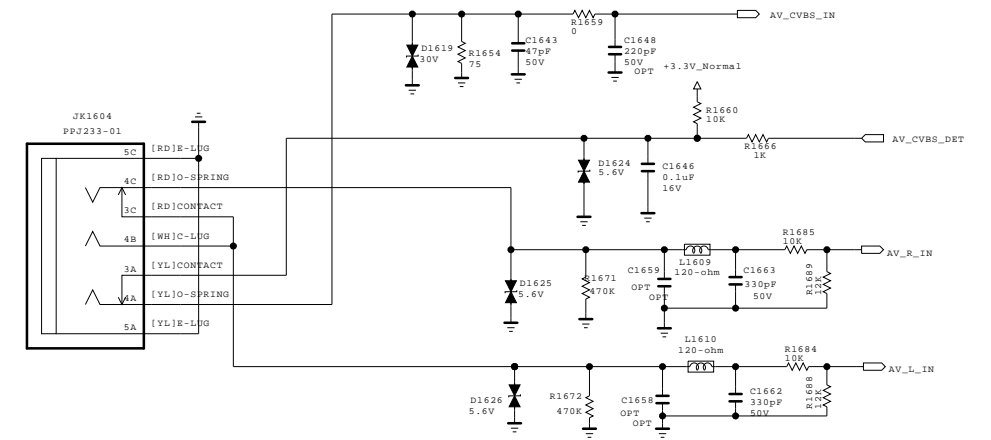 R1659
0
AV_CVBS_IN
D1619
30V
R1654
75
C1643
47pF
50V
C1648
220pF
50V
OPT
+3.3V_Normal
R1660
10K
JK1604
PPJ233-01
5C
[RD]E-LUG
4C
[RD]O-SPRING
3C
[RD]CONTACT
4B
[WH]C-LUG
3A
[YL]CONTACT
4A
[YL]O-SPRING
5A
[YL]E-LUG
D1624
5.6V
C1646
0.1uF
16V
R1666
1K
AV_CVBS_DET
D1625
5.6V
R1671
470K
C1659
OPT
OPT
L1609
120-ohm
C1663
330pF
50V
R1685
10K
R1689
12K
AV_R_IN
D1626
5.6V
R1672
470K
C1658
OPT
OPT
L1610
120-ohm
C1662
330pF
50V
R1684
10K
R1688
12K
AV_L_IN